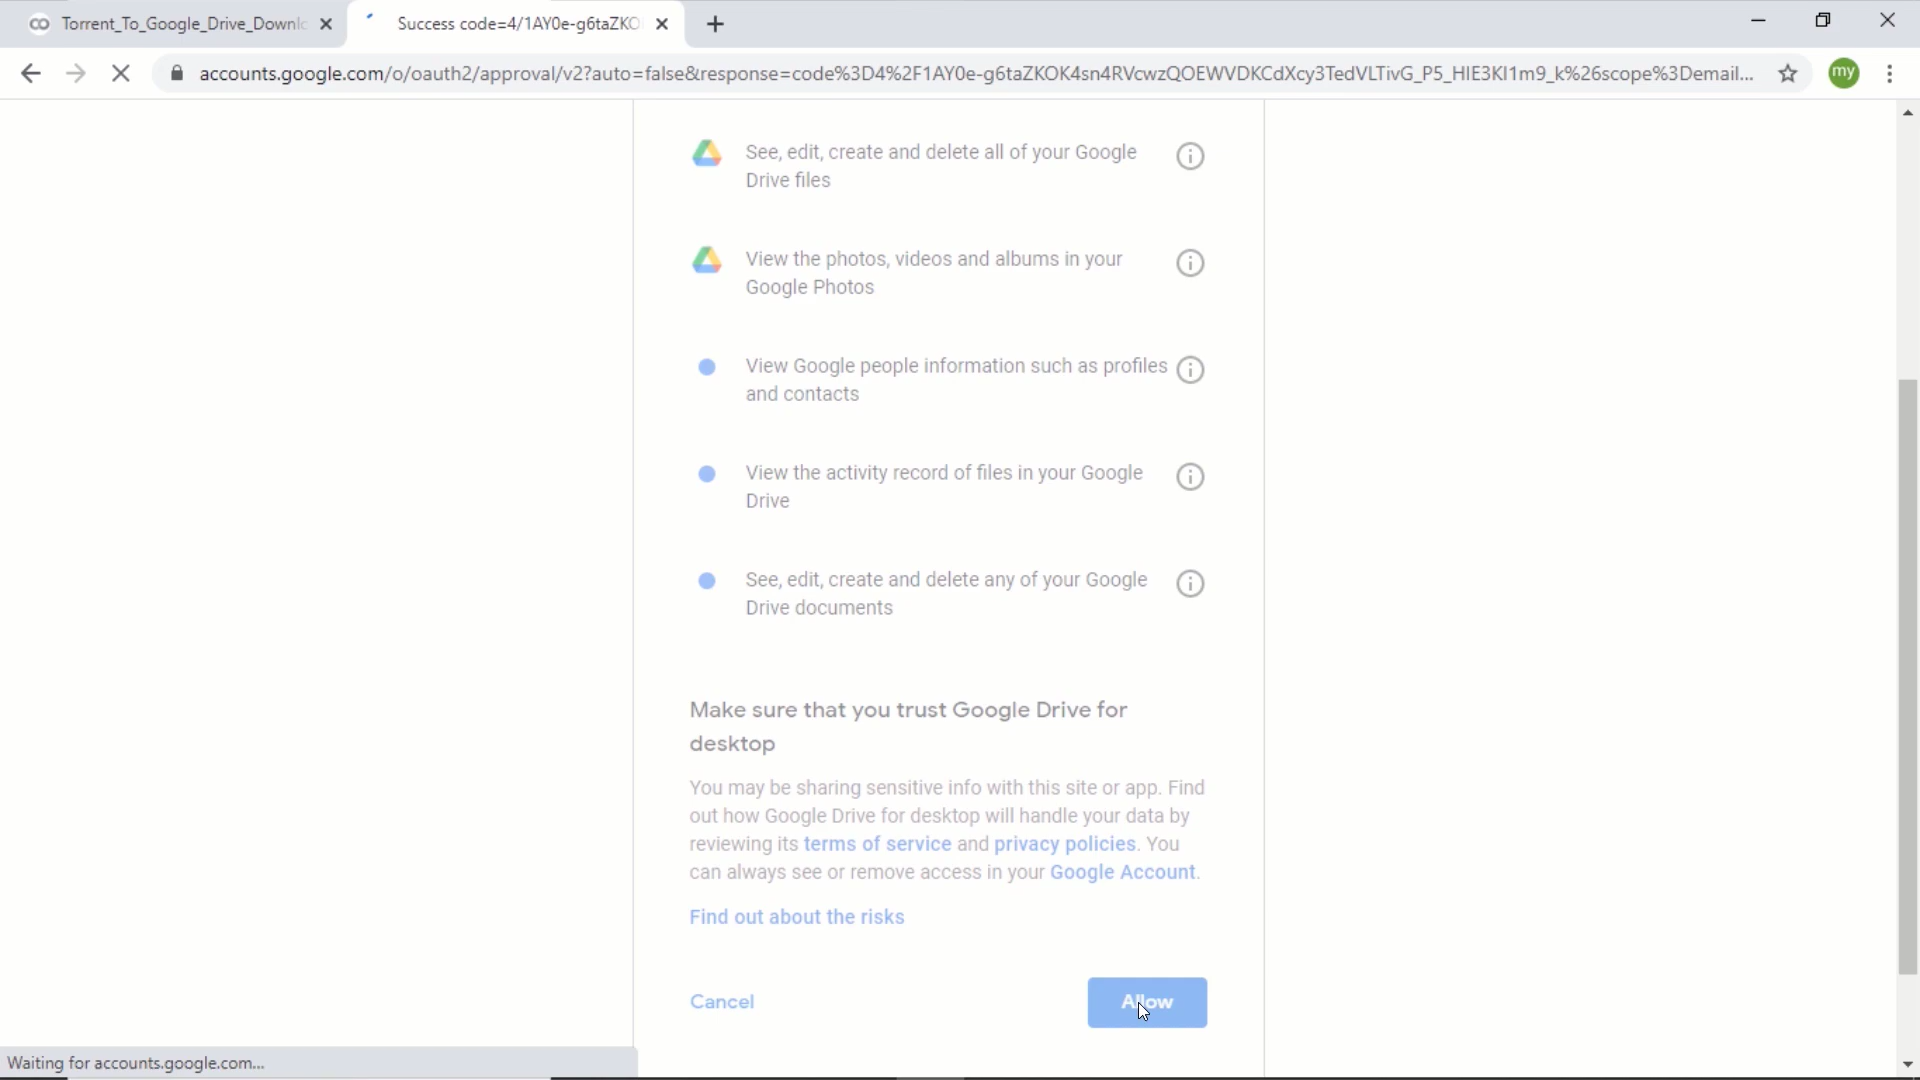 Torrent_To_Google_Drive_Downlo
Success code=4/1AY0e-g6taZKO
accounts.google.com/o/oauth2/approval/v2?auto=false&response=code%3D4%2F1AY0e-g6taZKOK4sn4RVcwzQOEWVDKCdXcy3TedVLTivG_P5_HIE3KI1m9_k%26scope%3Demail...
my
See, edit, create and delete all of your Google
Drive files
View the photos, videos and albums in your
Google Photos
View Google people information such as profiles
and contacts
View the activity record of files in your Google
Drive
See, edit, create and delete any of your Google
Drive documents
Make sure that you trust Google Drive for
desktop
You may be sharing sensitive info with this site or app. Find
out how Google Drive for desktop will handle your data by
reviewing its terms of service and privacy policies. You
can always see or remove access in your Google Account.
Find out about the risks
Cancel
Allow
Waiting for accounts.google.com...